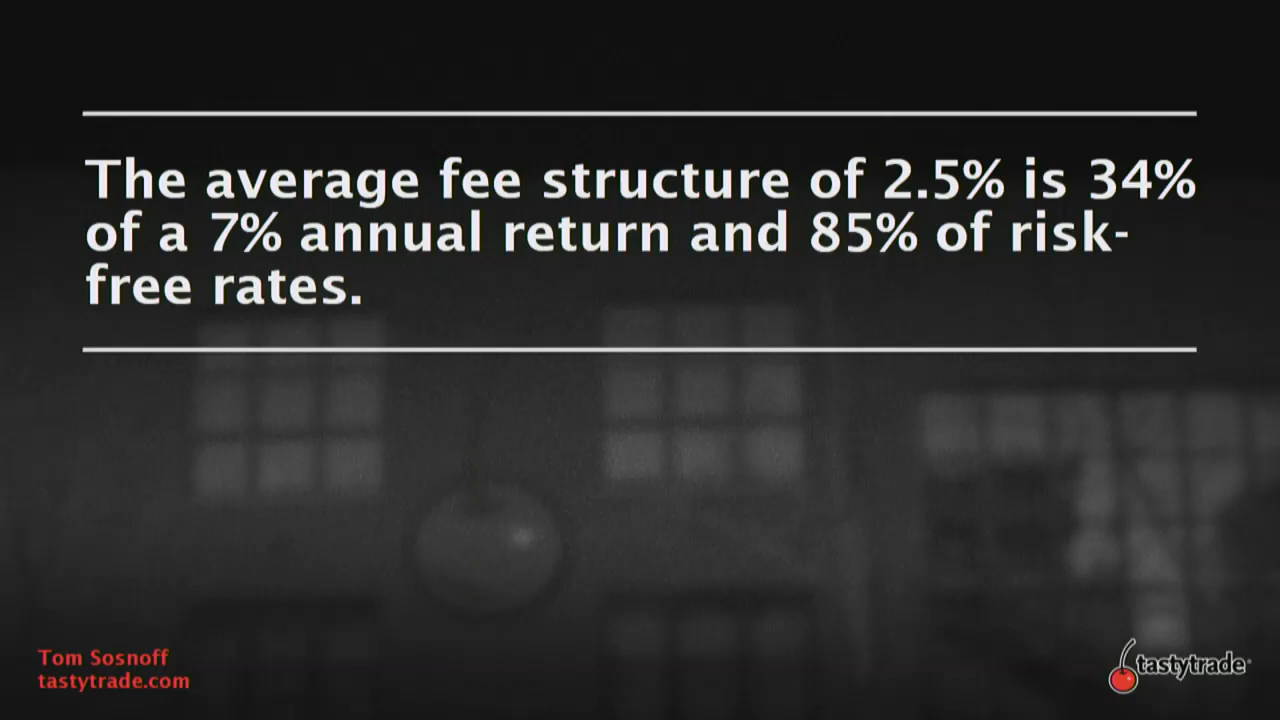 The average fee structure of 2.5% is 34%
of a 7% annual return and 85% of risk-
free rates.
Tom Sosnoff
tastytrade.com
tastytrade